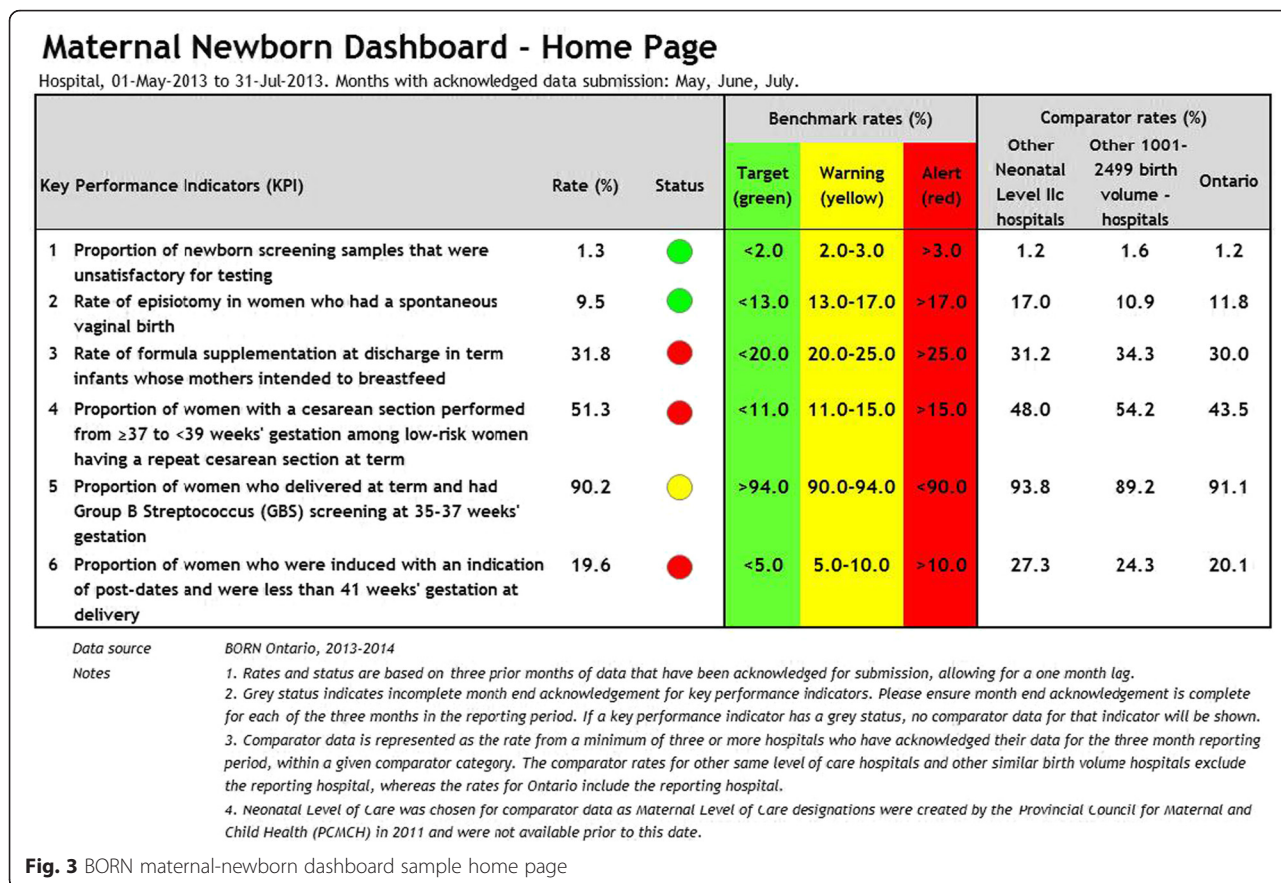 Maternal Newborn Dashboard - Home Page
Hospital, 01-May-2013 to 31-Jul-2013. Months with acknowledged data submission: May, June, July.
Key Performance Indicators (KPI)
Rate (%)
Status
Benchmark rates (%)
Target
(green)
Warning
(yellow)
Alert
(red)
Comparator rates (%)
Other
Neonatal
Level IIc
hospitals
Other 1001-
2499 birth
volume -
hospitals
Ontario
1 Proportion of newborn screening samples that were 1.3 <2.0 2.0-3.0 >3.0 1.2 1.6 1.2
unsatisfactory for testing
2 Rate of episiotomy in women who had a spontaneous 9.5 <13.0 13.0-17.0 >17.0 17.0 10.9 11.8
vaginal birth
3 Rate of formula supplementation at discharge in term 31.8 <20.0 20.0-25.0 >25.0 31.2 34.3 30.0
infants whose mothers intended to breastfeed
4 Proportion of women with a cesarean section performed 51.3 <11.0 11.0-15.0 >15.0 48.0 54.2 43.5
from ≥37 to <39 weeks' gestation among low-risk women
having a repeat cesarean section at term
5 Proportion of women who delivered at term and had 90.2 >94.0 90.0-94.0 <90.0 93.8 89.2 91.1
Group B Streptococcus (GBS) screening at 35-37 weeks'
gestation
6 Proportion of women who were induced with an indication 19.6 <5.0 5.0-10.0 >10.0 27.3 24.3 20.1
of post-dates and were less than 41 weeks' gestation at
delivery
Data source BORN Ontario, 2013-2014
Notes 1. Rates and status are based on three prior months of data that have been acknowledged for submission, allowing for a one month lag.
2. Grey status indicates incomplete month end acknowledgement for key performance indicators. Please ensure month end acknowledgement is complete
for each of the three months in the reporting period. If a key performance indicator has a grey status, no comparator data for that indicator will be shown.
3. Comparator data is represented as the rate from a minimum of three or more hospitals who have acknowledged their data for the three month reporting
period, within a given comparator category. The comparator rates for other same level of care hospitals and other similar birth volume hospitals exclude
the reporting hospital, whereas the rates for Ontario include the reporting hospital.
4. Neonatal Level of Care was chosen for comparator data as Maternal Level of Care designations were created by the Provincial Council for Maternal and
Child Health (PCMCH) in 2011 and were not available prior to this date.
Fig. 3 BORN maternal-newborn dashboard sample home page